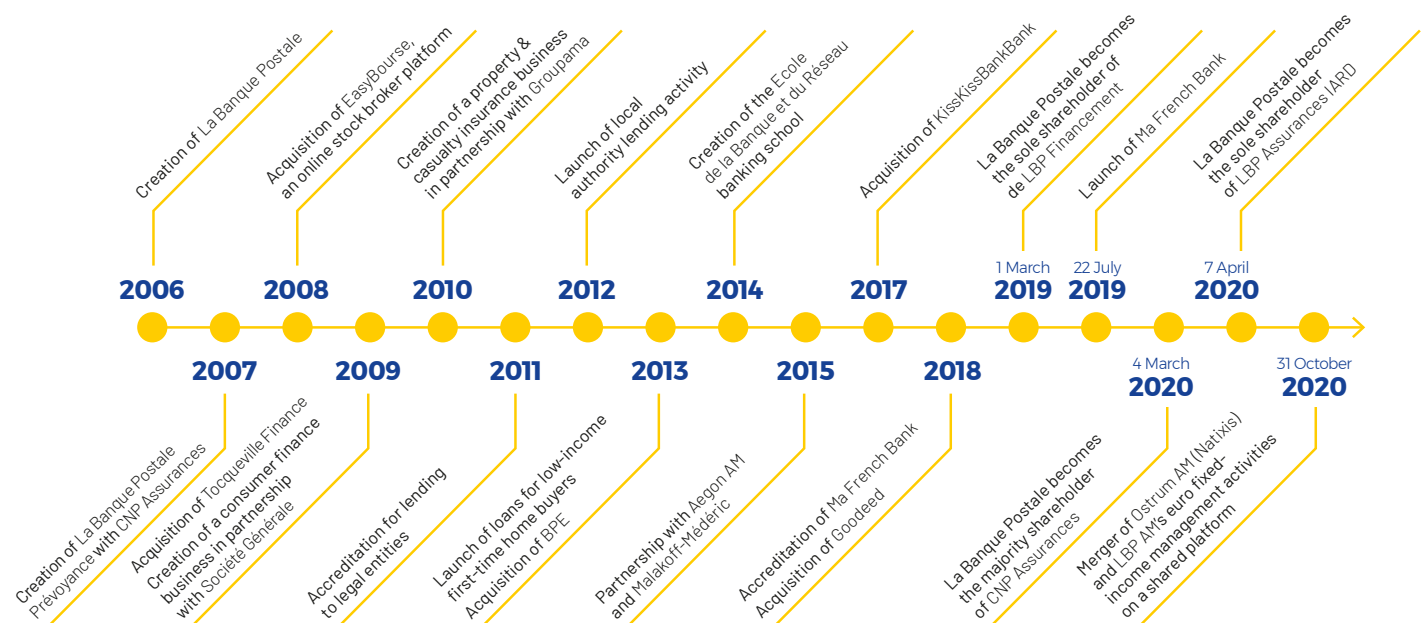 Creation of La Banque Postale
2006
Creation of La Banque Postale
Prévoyance with CNP Assurances
2007
Acquisition of EasyBourse,
an online stock broker platform
2008
Acquisition of Tocqueville Finance
Creation of a consumer finance
business in partnership
with Société Générale
2009
Creation of a property &
casualty insurance business
in partnership with Groupama
2010
Accreditation for lending
to legal entities
2011
Launch of local
authority lending activity
2012
Launch of loans for low-income
first-time home buyers
Acquisition of BPE
2013
Creation of the Ecole
de la Banque et du Réseau
banking school
2014
Partnership with Aegon AM
and Malakoff-Médéric
2015
Acquisition of KissKissBankBank
2017
Accreditation of Ma French Bank
Acquisition of Goodeed
2018
La Banque Postale becomes
the sole shareholder of
de LBP Financement
1 March
2019
Launch of Ma French Bank
22 July
2019
La Banque Postale becomes
the majority shareholder
of CNP Assurances
4 March
2020
La Banque Postale becomes
the sole shareholder
of LBP Assurances IARD
7 April
2020
Merger of Ostrum AM (Natixis)
and LBP AM's euro fixed-
income management activities
on a shared platform
31 October
2020